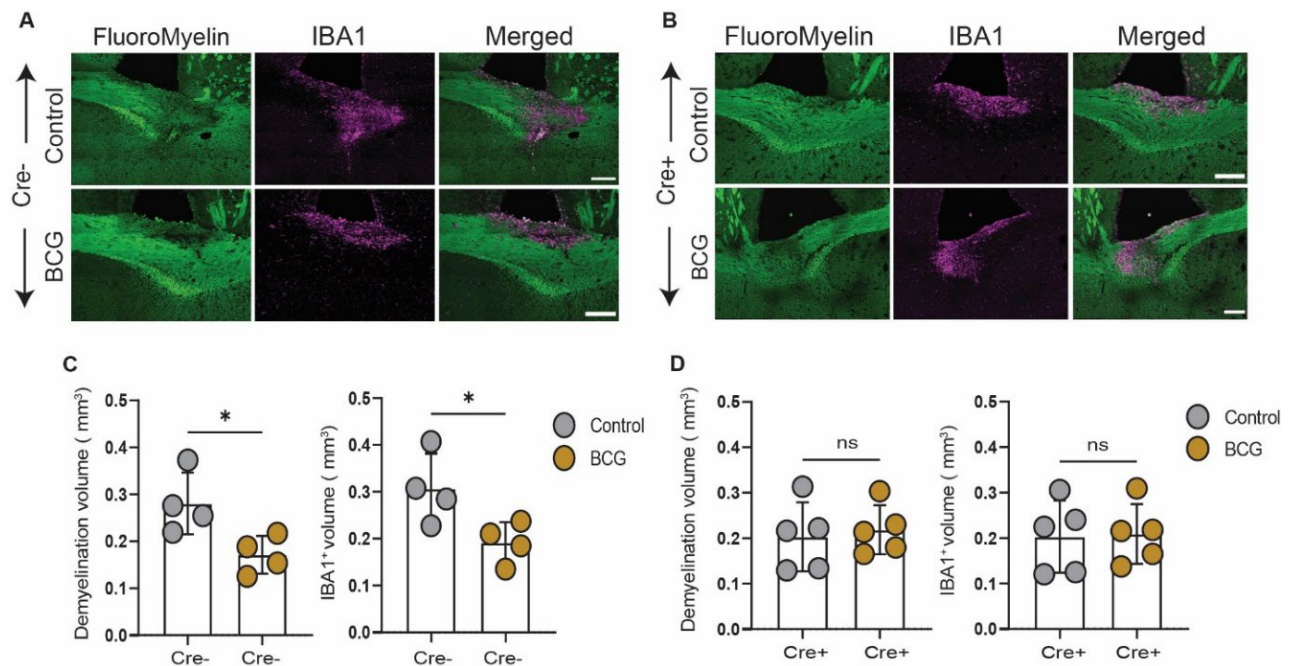 A
FluoroMyelin IBA1 Merged
Cre-
Control
BCG
B
FluoroMyelin IBA1 Merged
Cre+
Control
BCG
C
Demyelination volume ( mm³)
0.5
0.4
0.3
0.2
0.1
0.0
*
Cre- Cre-
IBA1⁺ volume ( mm³)
0.5
0.4
0.3
0.2
0.1
0.0
*
Cre- Cre-
Control
BCG
D
Demyelination volume ( mm³)
0.5
0.4
0.3
0.2
0.1
0.0
ns
Cre+ Cre+
IBA1⁺ volume ( mm³)
0.5
0.4
0.3
0.2
0.1
0.0
ns
Cre+ Cre+
Control
BCG